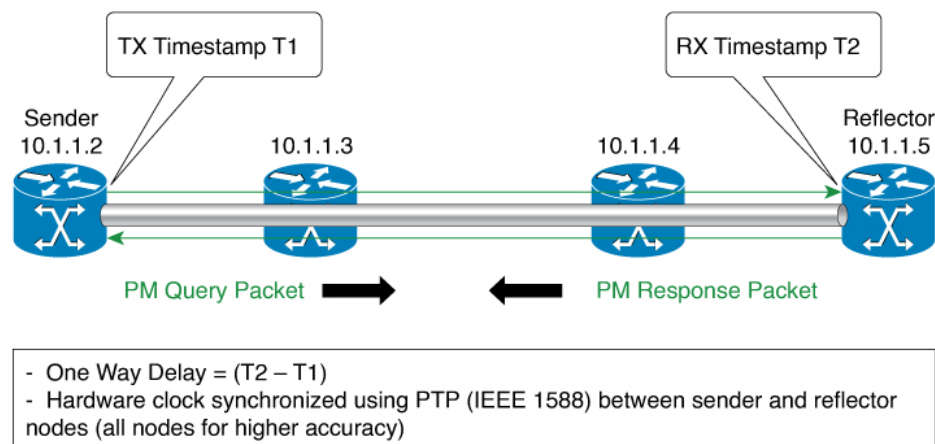 TX Timestamp T1
RX Timestamp T2
Sender
10.1.1.2
10.1.1.3
10.1.1.4
Reflector
10.1.1.5
PM Query Packet
PM Response Packet
- One Way Delay = (T2 – T1)
- Hardware clock synchronized using PTP (IEEE 1588) between sender and reflector
nodes (all nodes for higher accuracy)